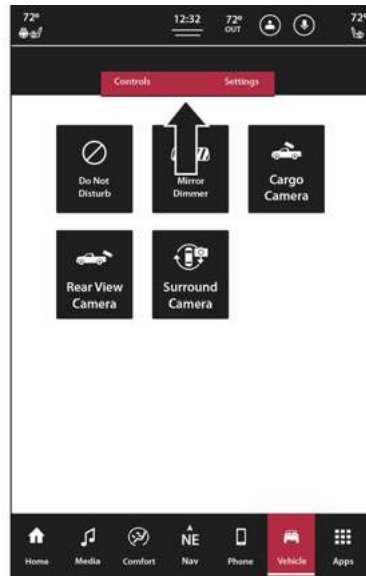 72° 12:32 72° 72°
OUT
Controls Settings
Do Not
Disturb
Mirror
Dimmer
Cargo
Camera
Rear View
Camera
Surround
Camera
NE
Home Media Comfort Nav Phone Vehicle Apps